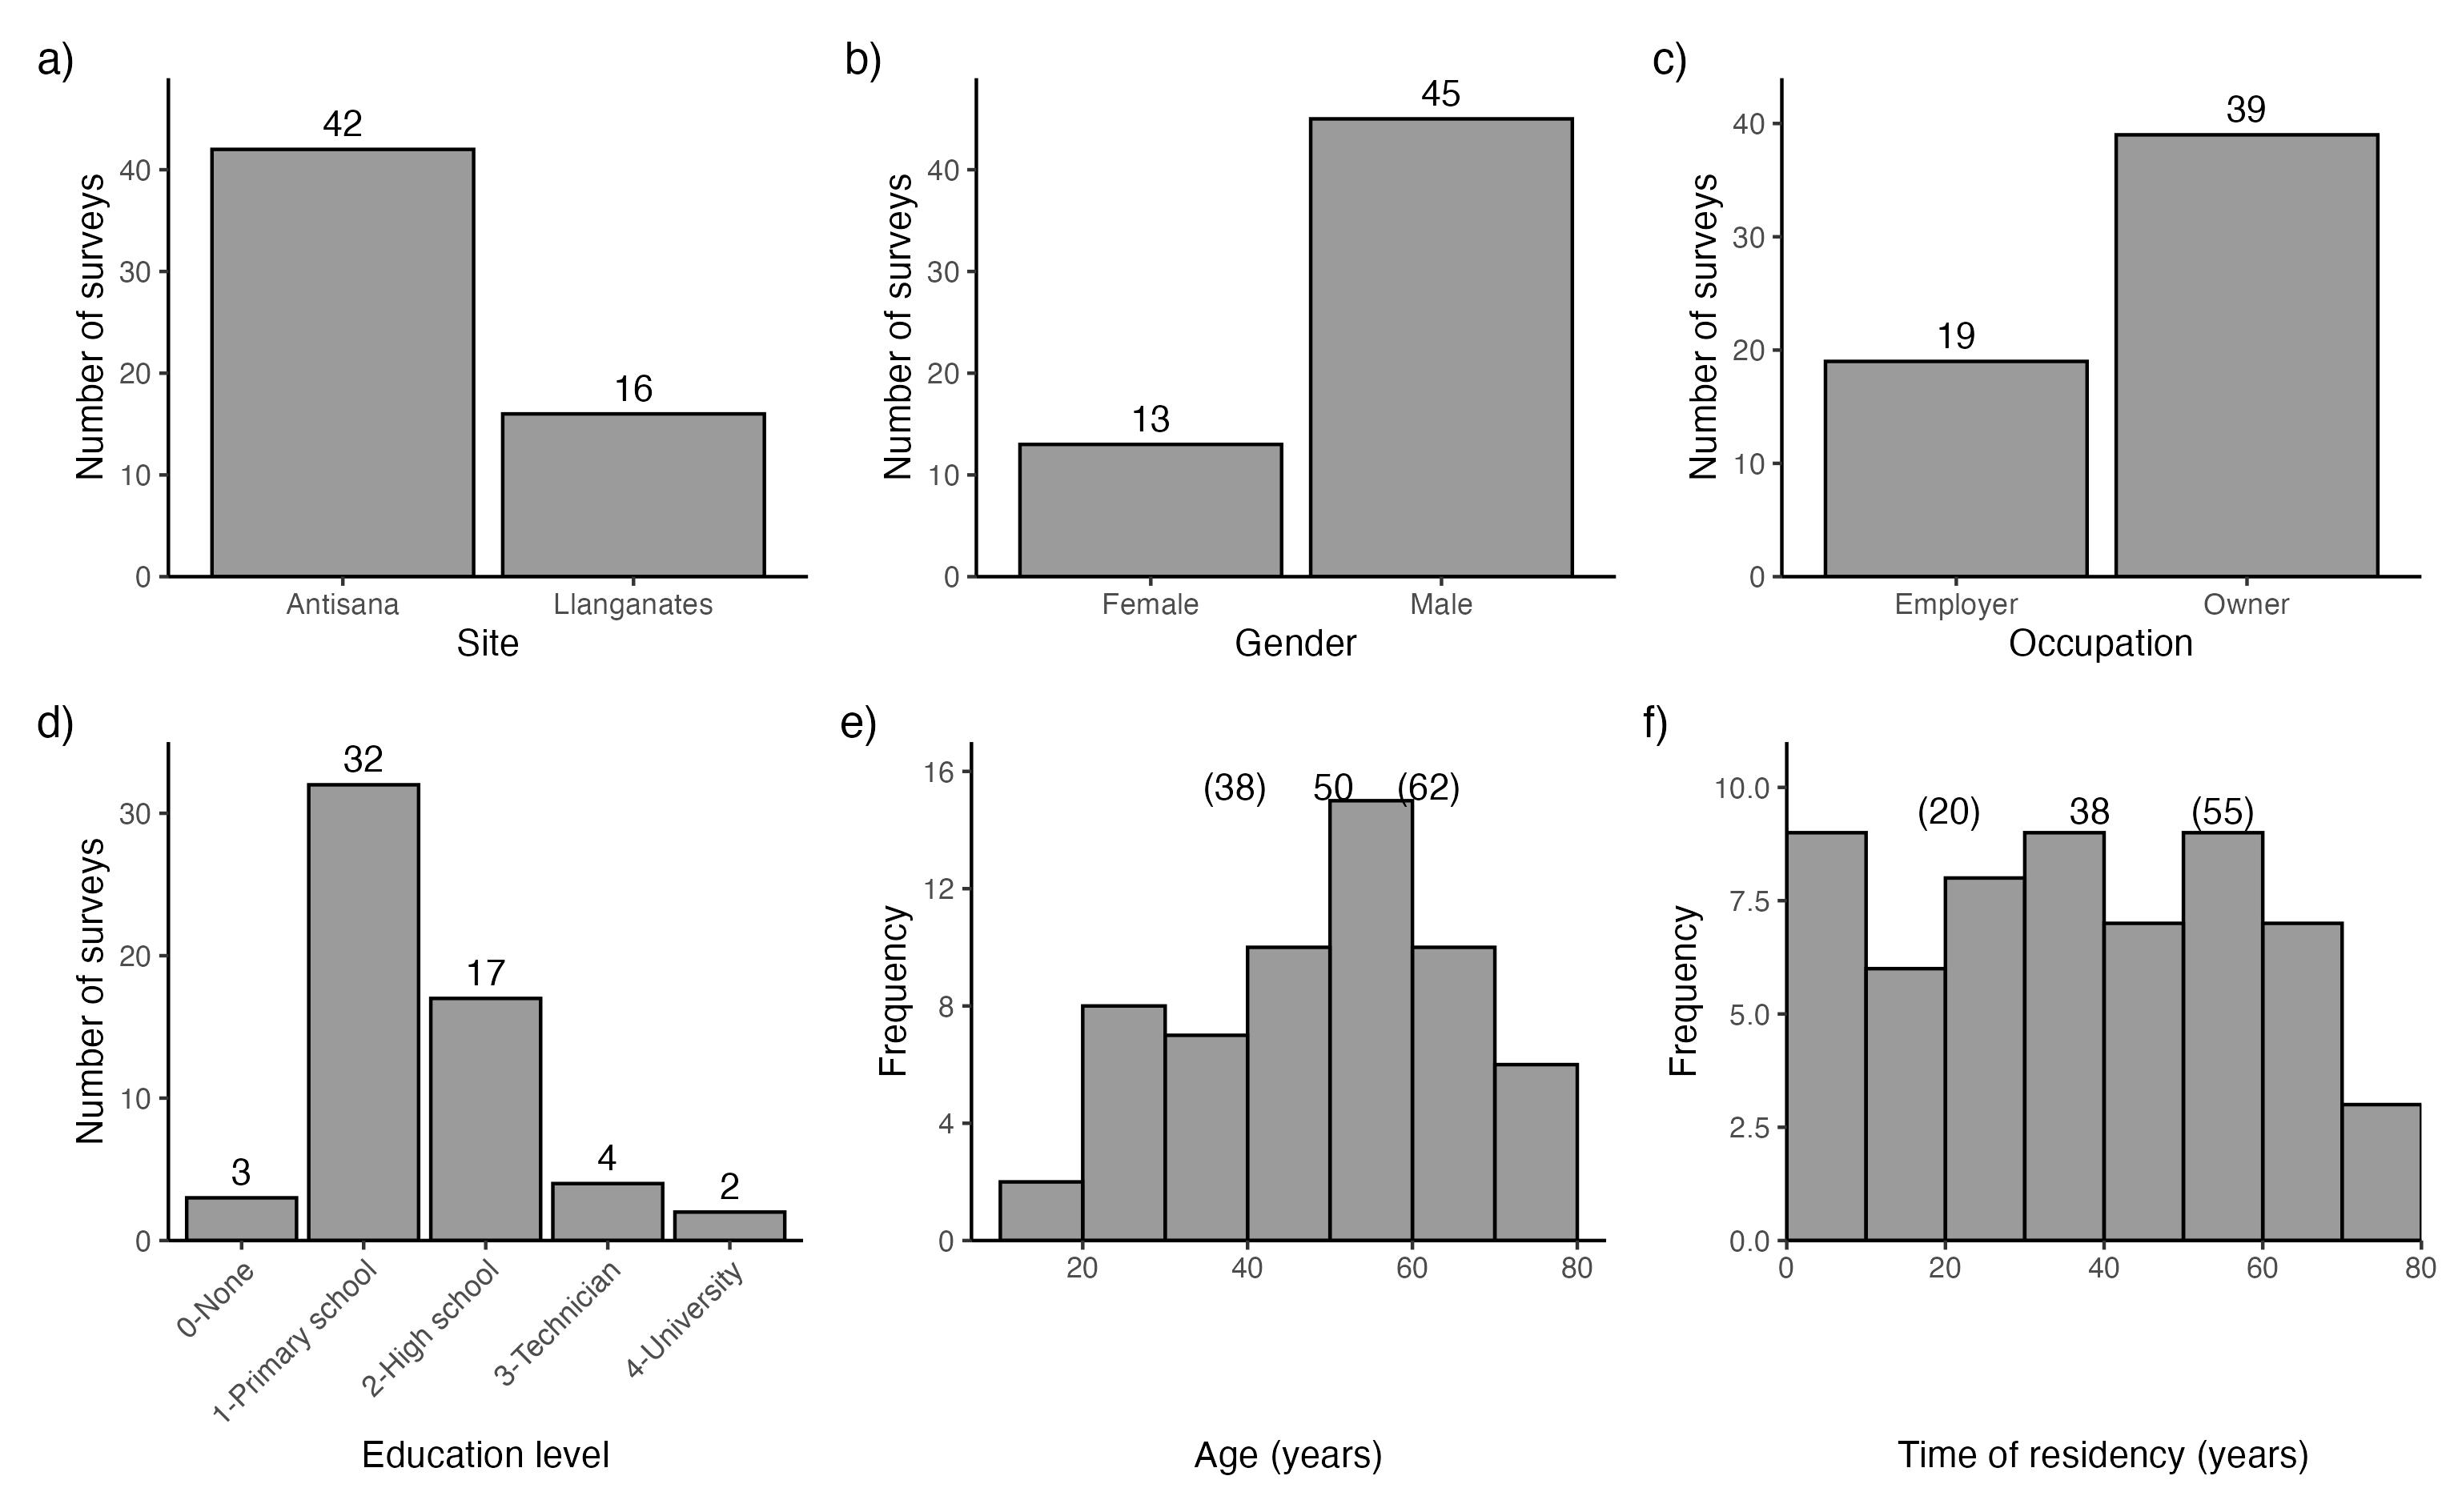 a)
42
16
40
30
20
10
0
Number of surveys
Antisana Llanganates
Site
b)
45
13
40
30
20
10
0
Number of surveys
Female Male
Gender
c)
39
19
40
30
20
10
0
Number of surveys
Employer Owner
Occupation
d)
32
17
3
4
2
30
20
10
0
Number of surveys
0-None
1-Primary school
2-High school
3-Technician
4-University
Education level
e)
(38) 50 (62)
16
12
8
4
0
Frequency
20 40 60 80
Age (years)
f)
(20) 38 (55)
10.0
7.5
5.0
2.5
0.0
Frequency
0 20 40 60 80
Time of residency (years)